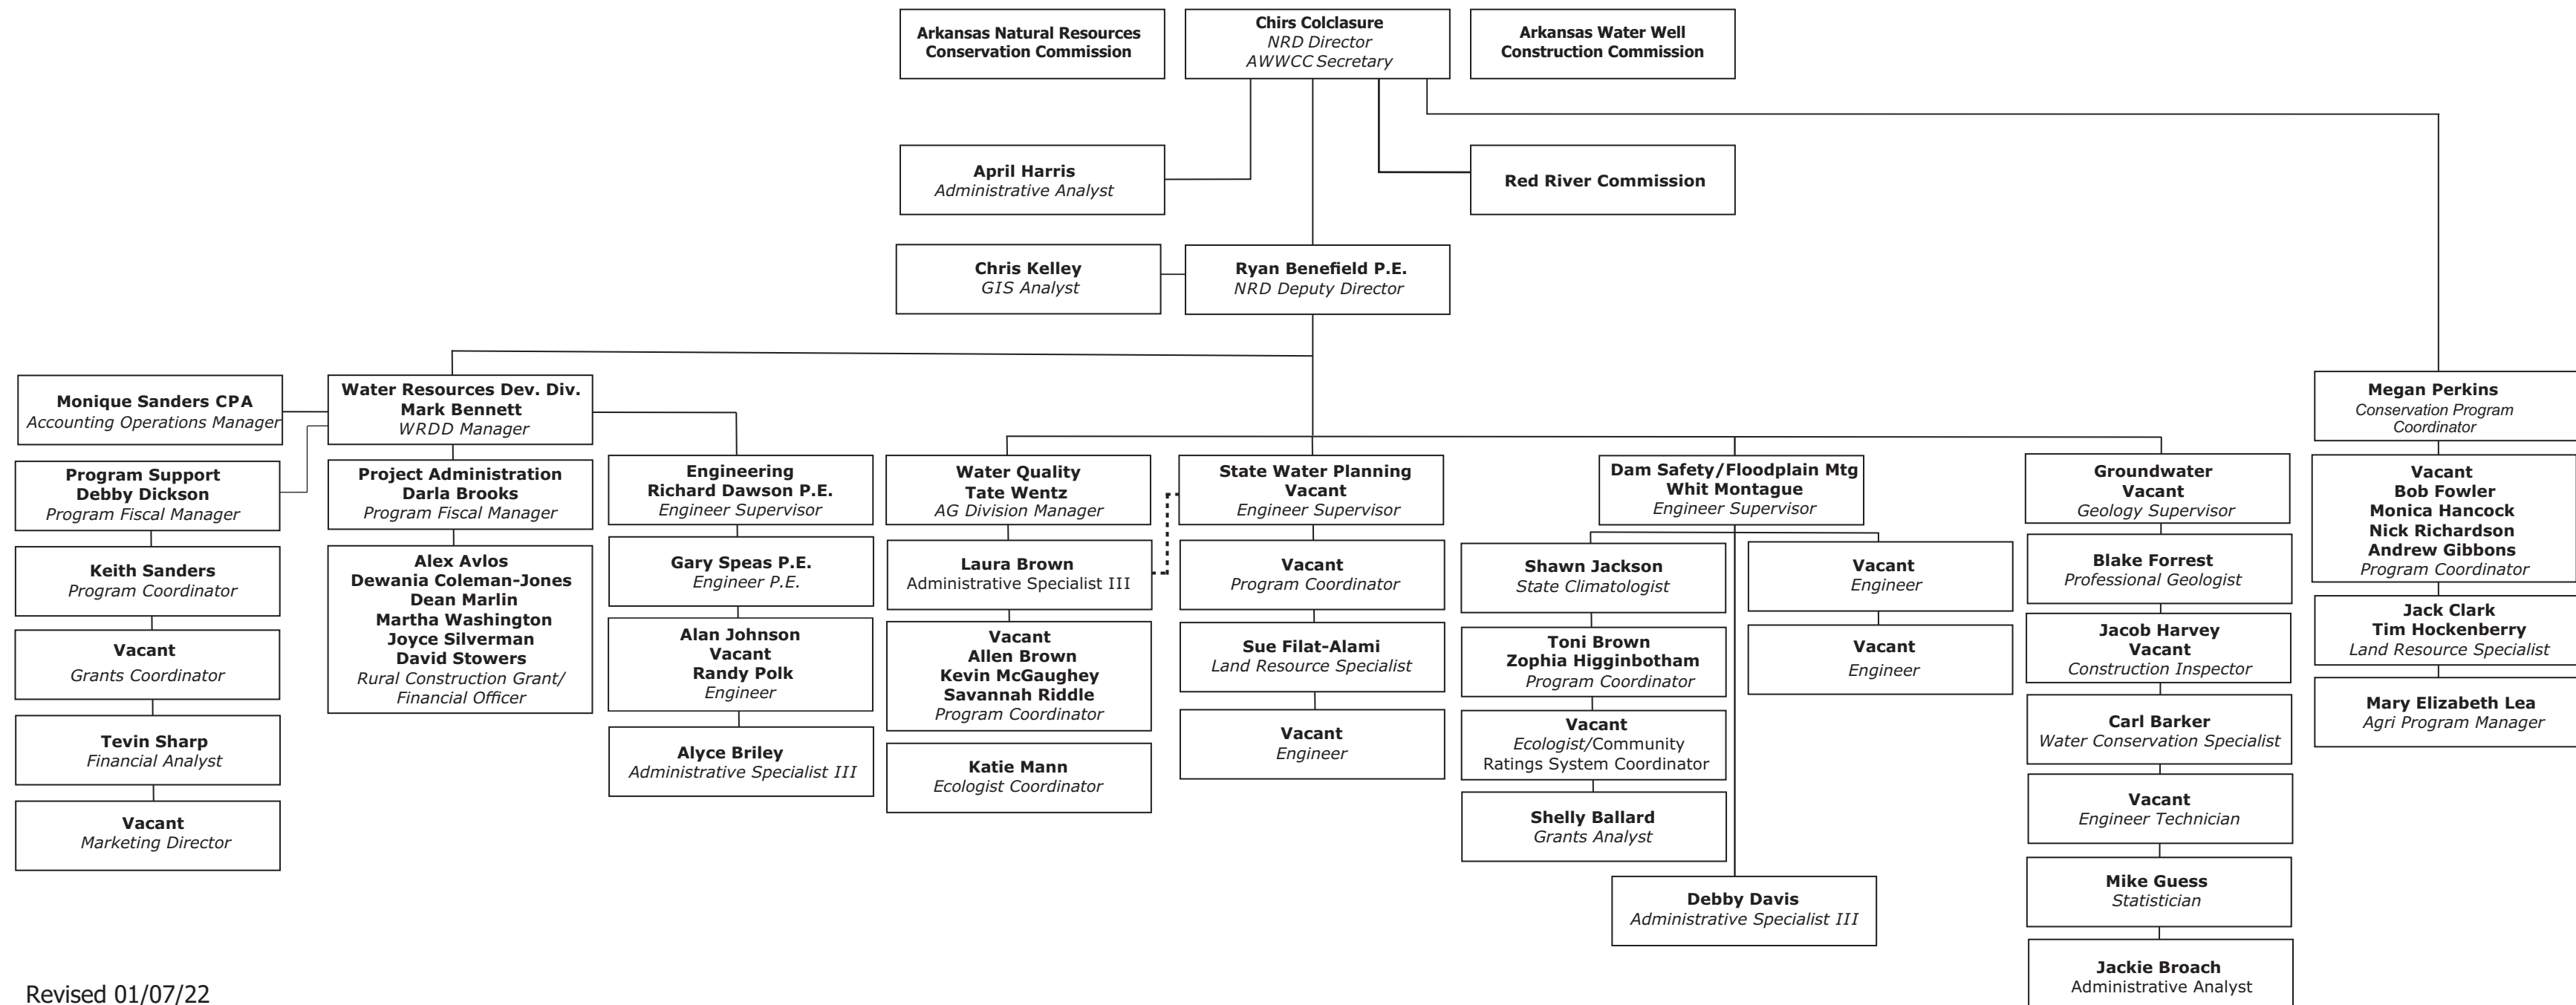 Arkansas Natural Resources
Conservation Commission
Chirs Colclasure
NRD Director
AWWCC Secretary
Arkansas Water Well
Construction Commission
April Harris
Administrative Analyst
Red River Commission
Chris Kelley
GIS Analyst
Ryan Benefield P.E.
NRD Deputy Director
Monique Sanders CPA
Accounting Operations Manager
Water Resources Dev. Div.
Mark Bennett
WRDD Manager
Program Support
Debby Dickson
Program Fiscal Manager
Keith Sanders
Program Coordinator
Vacant
Grants Coordinator
Tevin Sharp
Financial Analyst
Vacant
Marketing Director
Project Administration
Darla Brooks
Program Fiscal Manager
Alex Avlos
Dewania Coleman-Jones
Dean Marlin
Martha Washington
Joyce Silverman
David Stowers
Rural Construction Grant/
Financial Officer
Engineering
Richard Dawson P.E.
Engineer Supervisor
Gary Speas P.E.
Engineer P.E.
Alan Johnson
Vacant
Randy Polk
Engineer
Alyce Briley
Administrative Specialist III
Water Quality
Tate Wentz
AG Division Manager
Laura Brown
Administrative Specialist III
Vacant
Allen Brown
Kevin McGaughey
Savannah Riddle
Program Coordinator
Katie Mann
Ecologist Coordinator
State Water Planning
Vacant
Engineer Supervisor
Vacant
Program Coordinator
Sue Filat-Alami
Land Resource Specialist
Vacant
Engineer
Dam Safety/Floodplain Mtg
Whit Montague
Engineer Supervisor
Shawn Jackson
State Climatologist
Toni Brown
Zophia Higginbotham
Program Coordinator
Vacant
Ecologist/Community
Ratings System Coordinator
Shelly Ballard
Grants Analyst
Vacant
Engineer
Vacant
Engineer
Debby Davis
Administrative Specialist III
Groundwater
Vacant
Geology Supervisor
Blake Forrest
Professional Geologist
Jacob Harvey
Vacant
Construction Inspector
Carl Barker
Water Conservation Specialist
Vacant
Engineer Technician
Mike Guess
Statistician
Jackie Broach
Administrative Analyst
Megan Perkins
Conservation Program
Coordinator
Vacant
Bob Fowler
Monica Hancock
Nick Richardson
Andrew Gibbons
Program Coordinator
Jack Clark
Tim Hockenberry
Land Resource Specialist
Mary Elizabeth Lea
Agri Program Manager
Revised 01/07/22